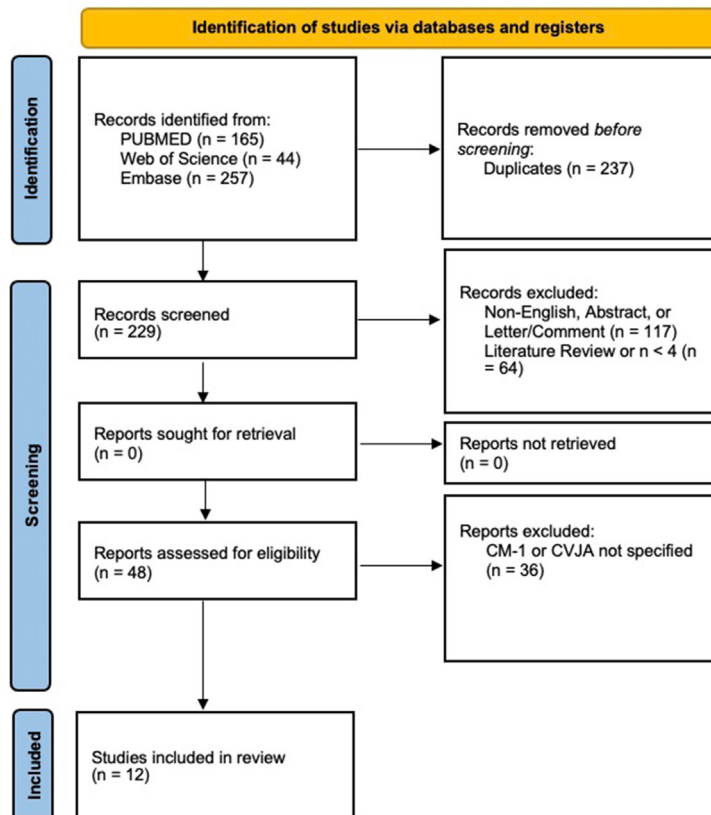 Identification of studies via databases and registers
Identification
Records identified from:
PUBMED (n = 165)
Web of Science (n = 44)
Embase (n = 257)
Records removed before
screening:
Duplicates (n = 237)
Screening
Records screened
(n = 229)
Records excluded:
Non-English, Abstract, or
Letter/Comment (n = 117)
Literature Review or n < 4 (n
= 64)
Reports sought for retrieval
(n = 0)
Reports not retrieved
(n = 0)
Reports assessed for eligibility
(n = 48)
Reports excluded:
CM-1 or CVJA not specified
(n = 36)
Included
Studies included in review
(n = 12)